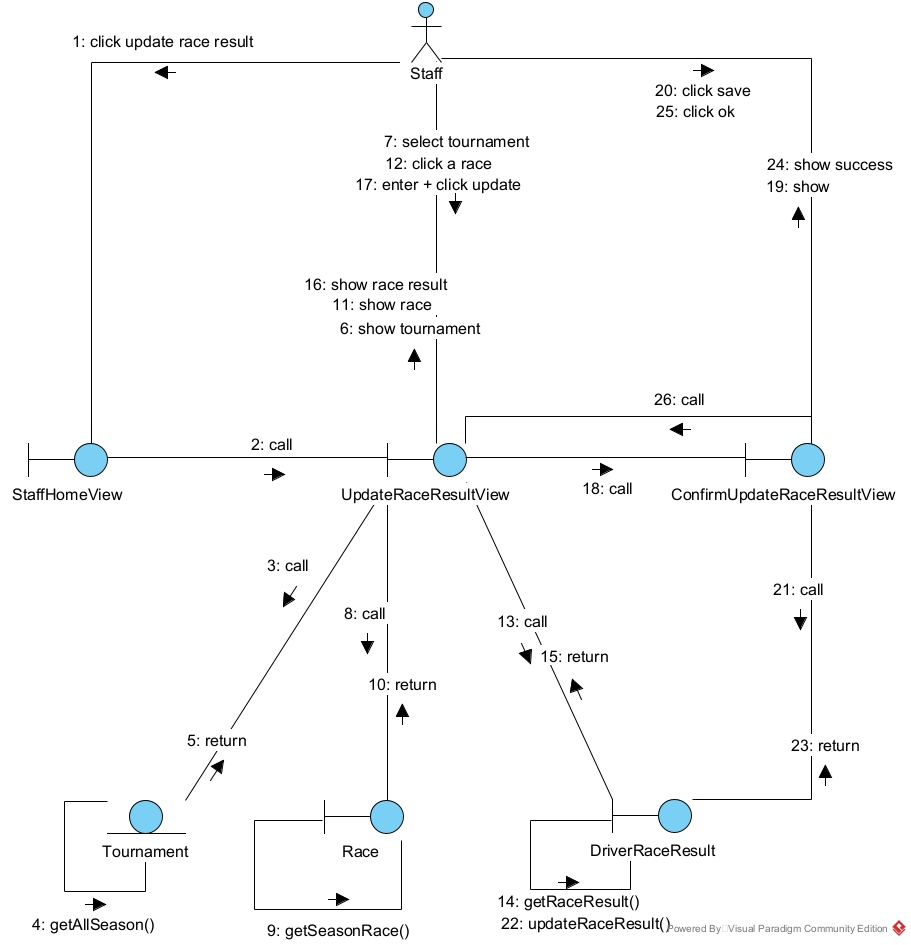 1: click update race result
Staff
20: click save
25: click ok
7: select tournament
12: click a race
17: enter + click update
24: show success
19: show
16: show race result
11: show race
6: show tournament
26: call
2: call
18: call
StaffHomeView
UpdateRaceResultView
ConfirmUpdateRaceResultView
3: call
8: call
13: call
21: call
15: return
10: return
5: return
23: return
Tournament
Race
DriverRaceResult
4: getAllSeason()
9: getSeasonRace()
14: getRaceResult()
22: updateRaceResult()
Powered By Visual Paradigm Community Edition